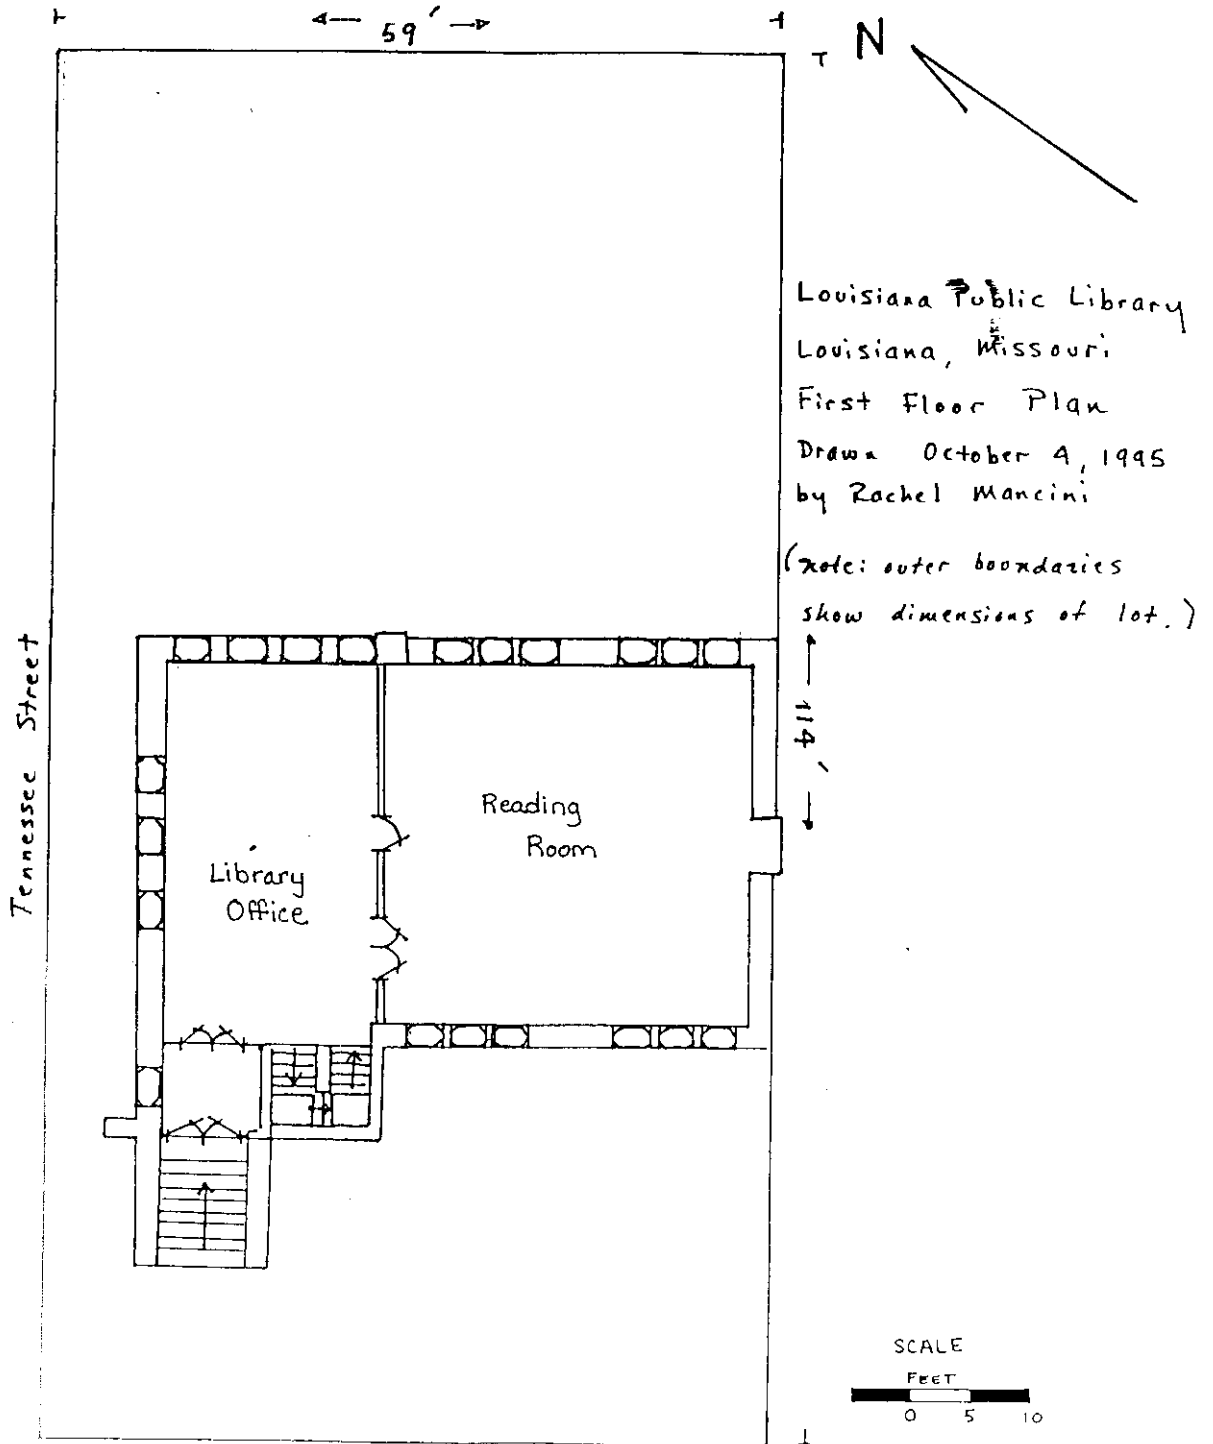 59'
N
Louisiana Public Library
Louisiana, Missouri
First Floor Plan
Drawn October 4, 1995
by Rachel Mancini
(note: outer boundaries
show dimensions of lot.)
Tennessee Street
114'
Reading
Room
Library
Office
SCALE
FEET
0 5 10